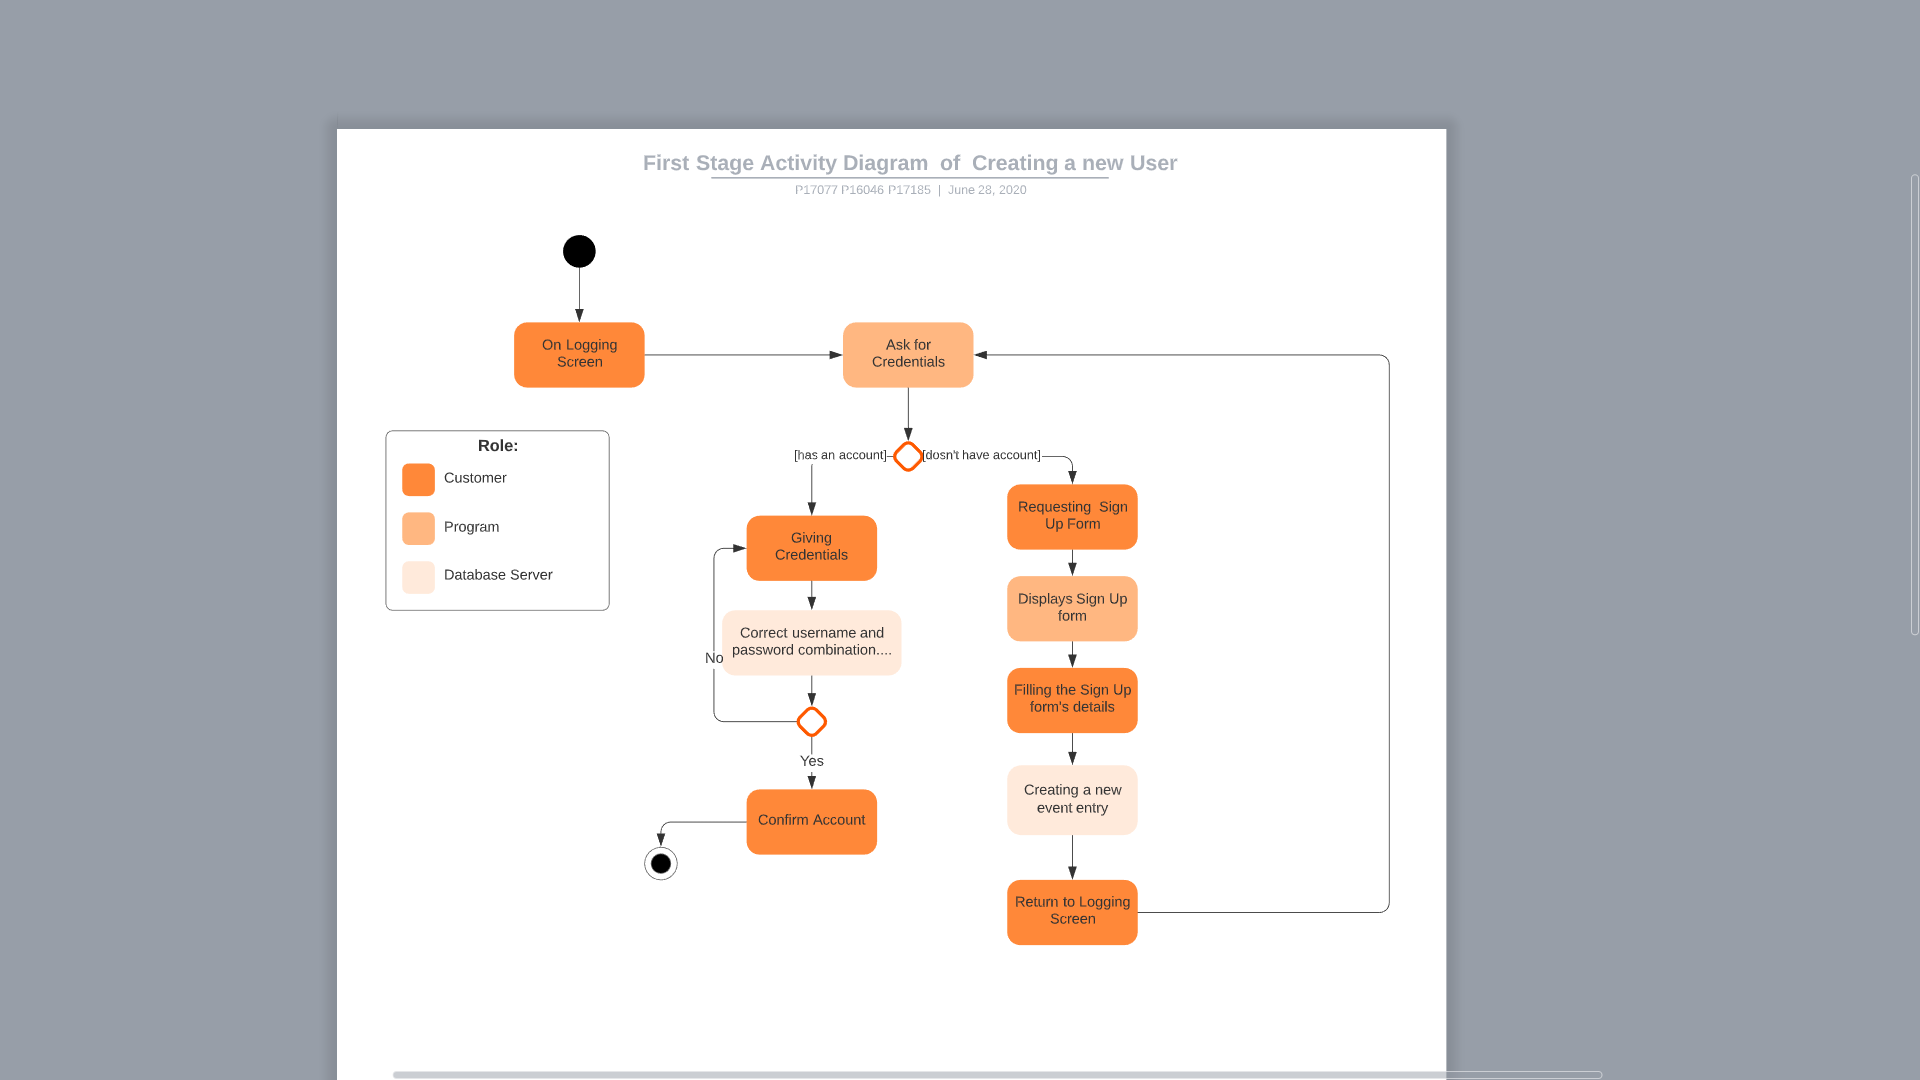 First Stage Activity Diagram  of  Creating a new User
P17077 P16046 P17185  |  June 28, 2020
On Logging
Screen
Ask for
Credentials
Role:
Customer
Program
Database Server
[has an account]
[dosn't have account]
Requesting  Sign
Up Form
Giving
Credentials
Displays Sign Up
form
Correct username and
password combination....
No
Filling the Sign Up
form's details
Yes
Creating a new
event entry
Confirm Account
Return to Logging
Screen